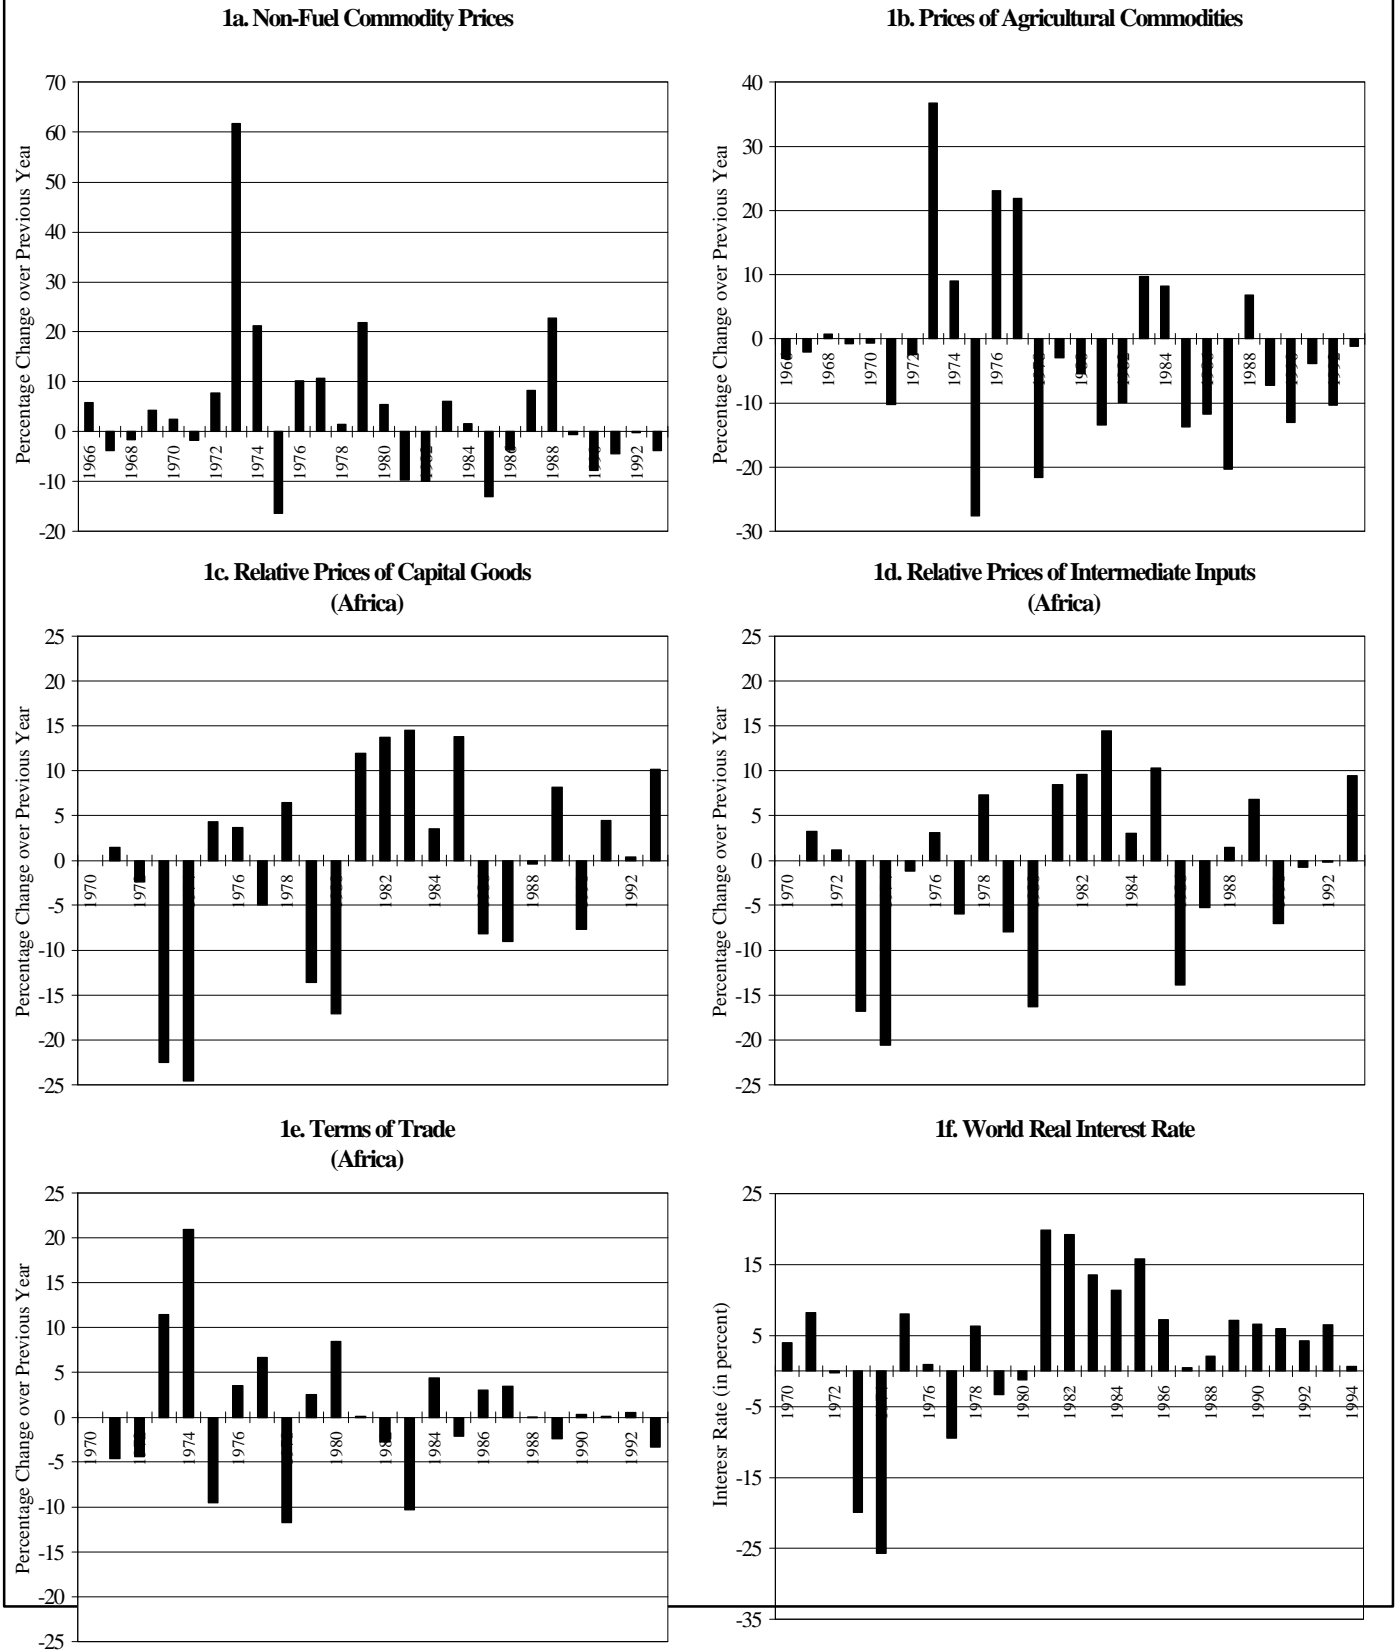 1a. Non-Fuel Commodity Prices
Percentage Change over Previous Year
70
60
50
40
30
20
10
0
-10
-20
1966 1968 1970 1972 1974 1976 1978 1980 1984 1986 1988 1992
1b. Prices of Agricultural Commodities
Percentage Change over Previous Year
40
30
20
10
0
-10
-20
-30
1966 1968 1970 1972 1974 1976 1984 1988
1c. Relative Prices of Capital Goods
(Africa)
Percentage Change over Previous Year
25
20
15
10
5
0
-5
-10
-15
-20
-25
1970 1976 1978 1982 1984 1988 1992
1d. Relative Prices of Intermediate Inputs
(Africa)
Percentage Change over Previous Year
25
20
15
10
5
0
-5
-10
-15
-20
-25
1970 1972 1976 1978 1982 1984 1988 1992
1e. Terms of Trade
(Africa)
Percentage Change over Previous Year
25
20
15
10
5
0
-5
-10
-15
-20
-25
1970 1974 1976 1980 1982 1984 1986 1988 1990 1992
1f. World Real Interest Rate
Interesr Rate (in percent)
25
15
5
-5
-15
-25
-35
1970 1972 1976 1978 1980 1982 1984 1986 1988 1990 1992 1994